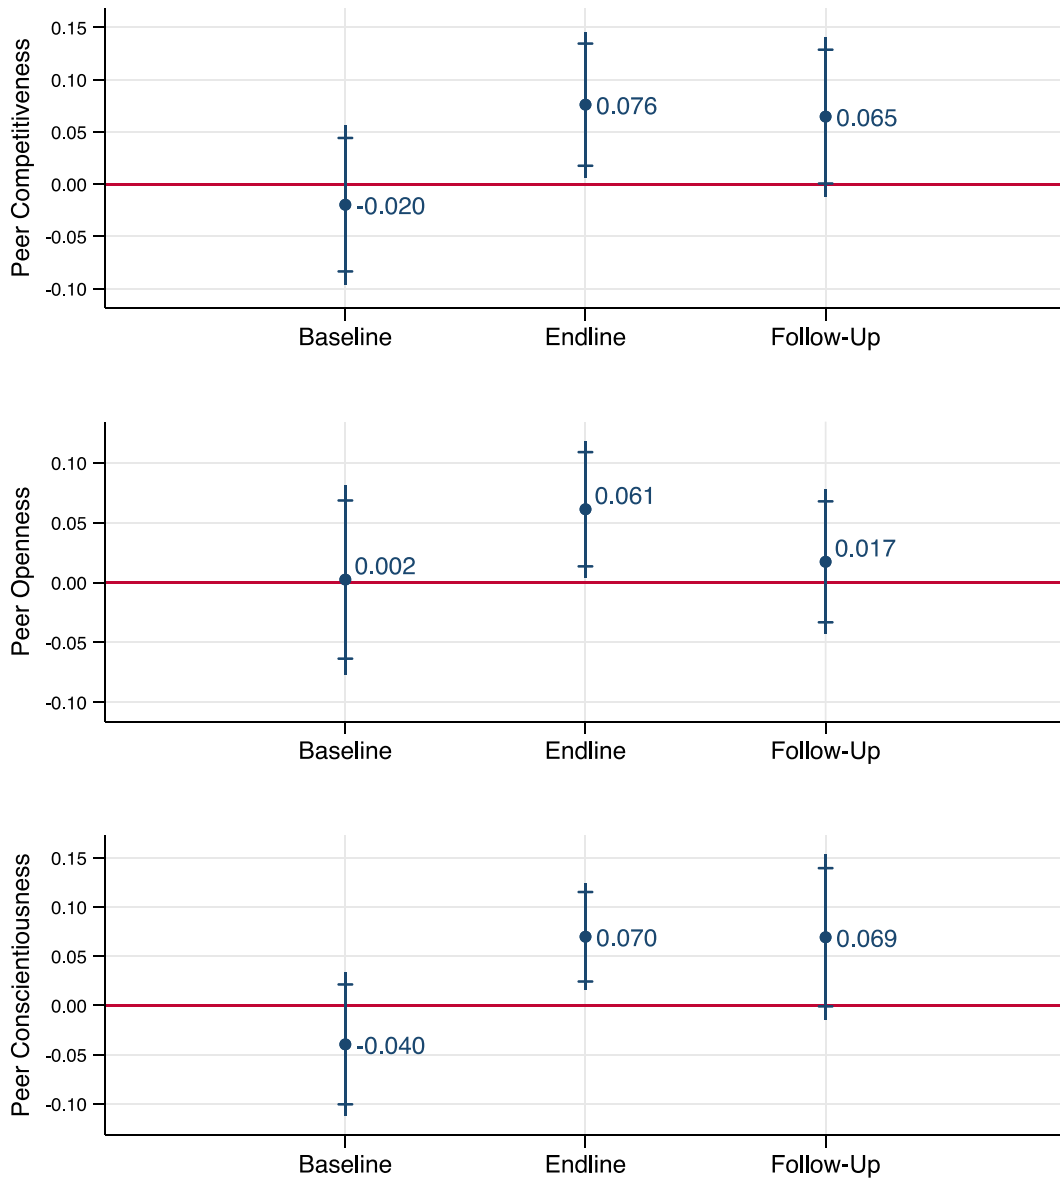 Peer Competitiveness
0.15
0.10
0.05
0.00
-0.05
-0.10
0.076
0.065
-0.020
Baseline
Endline
Follow-Up
Peer Openness
0.10
0.05
0.00
-0.05
-0.10
0.002
0.061
0.017
Baseline
Endline
Follow-Up
Peer Conscientiousness
0.15
0.10
0.05
0.00
-0.05
-0.10
-0.040
0.070
0.069
Baseline
Endline
Follow-Up